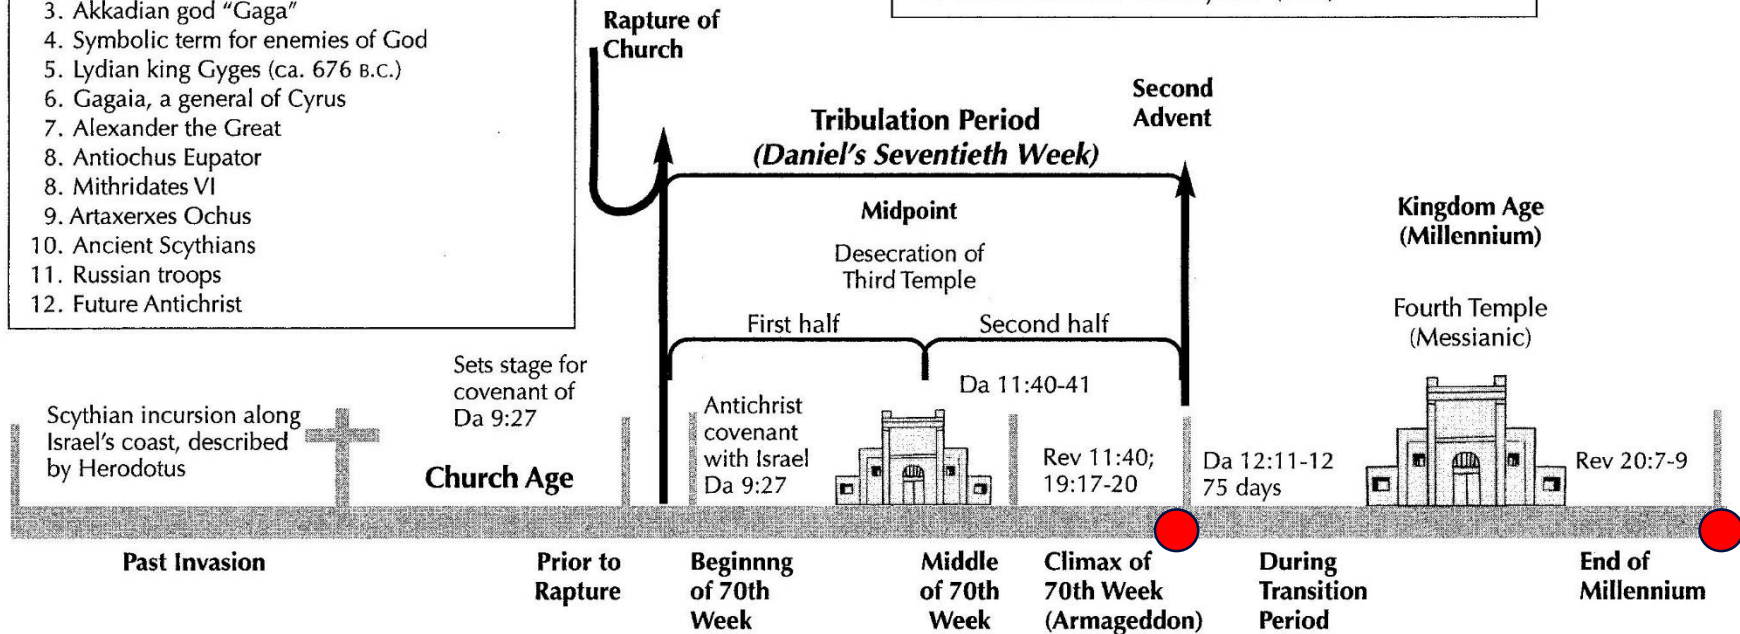 3. Akkadian god "Gaga"
4. Symbolic term for enemies of God
5. Lydian king Gyges (ca. 676 B.C.)
6. Gagaia, a general of Cyrus
7. Alexander the Great
8. Antiochus Eupator
8. Mithridates VI
9. Artaxerxes Ochus
10. Ancient Scythians
11. Russian troops
12. Future Antichrist
Rapture of
Church
Second
Advent
Tribulation Period
(Daniel's Seventieth Week)
Midpoint
Desecration of
Third Temple
First half
Second half
Kingdom Age
(Millennium)
Fourth Temple
(Messianic)
Scythian incursion along
Israel's coast, described
by Herodotus
Sets stage for
covenant of
Da 9:27
Church Age
Antichrist
covenant
with Israel
Da 9:27
Da 11:40-41
Rev 11:40;
19:17-20
Da 12:11-12
75 days
Rev 20:7-9
Past Invasion
Prior to
Rapture
Beginnng
of 70th
Week
Middle
of 70th
Week
Climax of
70th Week
(Armageddon)
During
Transition
Period
End of
Millennium